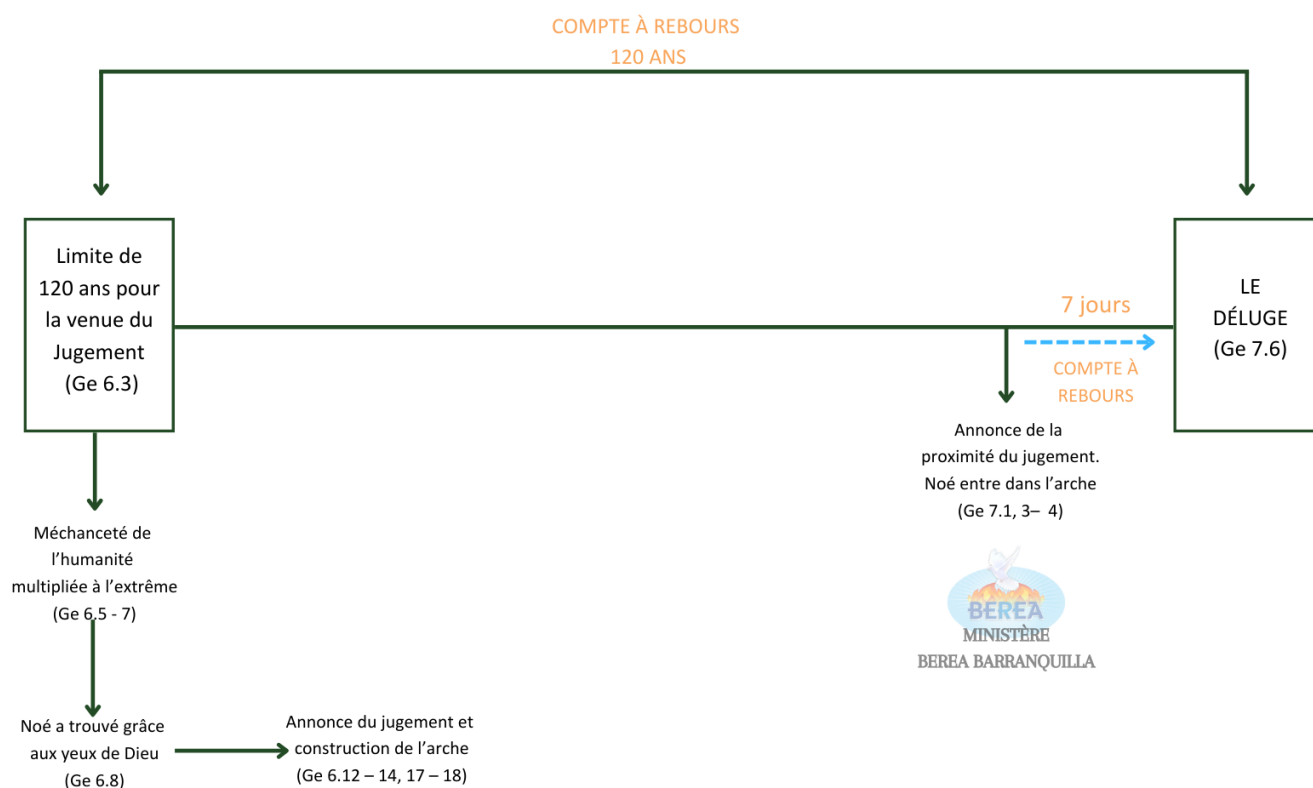 COMPTE À REBOURS
120 ANS
Limite de
120 ans pour
la venue du
Jugement
(Ge 6.3)
7 jours
COMPTE À
REBOURS
LE
DÉLUGE
(Ge 7.6)
Annonce de la
proximité du jugement.
Noé entre dans l’arche
(Ge 7.1, 3– 4)
Méchanceté de
l’humanité
multipliée à l’extrême
(Ge 6.5 - 7)
BEREA
MINISTÈRE
BEREA BARRANQUILLA
Noé a trouvé grâce
aux yeux de Dieu
(Ge 6.8)
Annonce du jugement et
construction de l’arche
(Ge 6.12 – 14, 17 – 18)